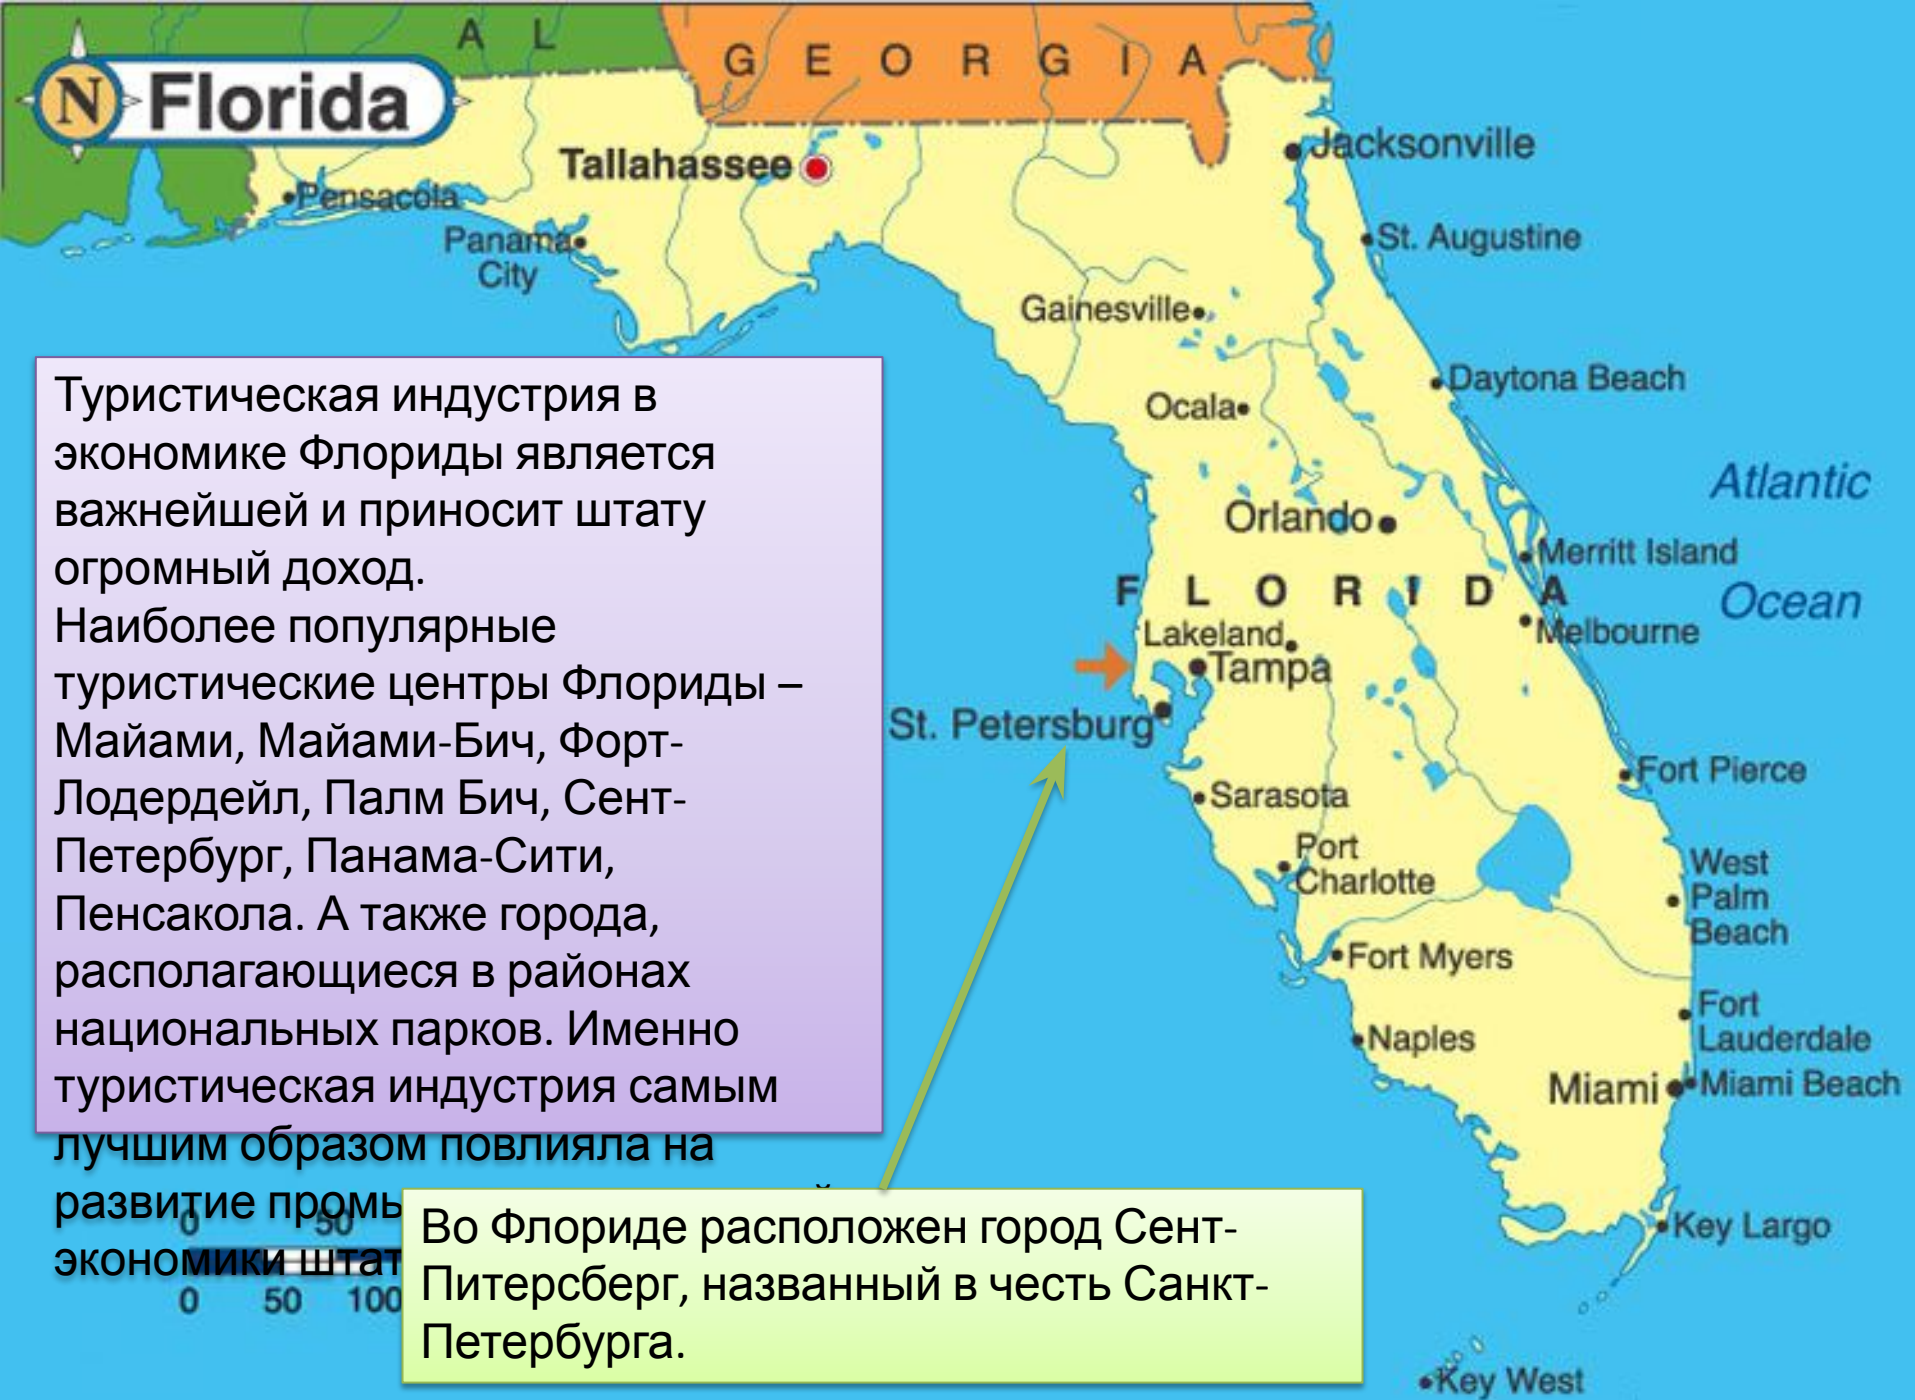 A L
G E O R G I A
N Florida
Tallahassee
Jacksonville
Pensacola
Panama
City
St. Augustine
Gainesville
Daytona Beach
Ocala
Atlantic
Ocean
Orlando
Merritt Island
F L O R I D A
Melbourne
Lakeland
Tampa
St. Petersburg
Fort Pierce
Sarasota
Port
Charlotte
West
Palm
Beach
Fort Myers
Fort
Lauderdale
Naples
Miami
Miami Beach
Key Largo
Key West
Туристическая индустрия в
экономике Флориды является
важнейшей и приносит штату
огромный доход.
Наиболее популярные
туристические центры Флориды –
Майами, Майами-Бич, Форт-
Лодердейл, Палм Бич, Сент-
Петербург, Панама-Сити,
Пенсакола. А также города,
располагающиеся в районах
национальных парков. Именно
туристическая индустрия самым
лучшим образом повлияла на
развитие
экономики
0 50
0 50 100
Во Флориде расположен город Сент-
Питерсберг, названный в честь Санкт-
Петербурга.